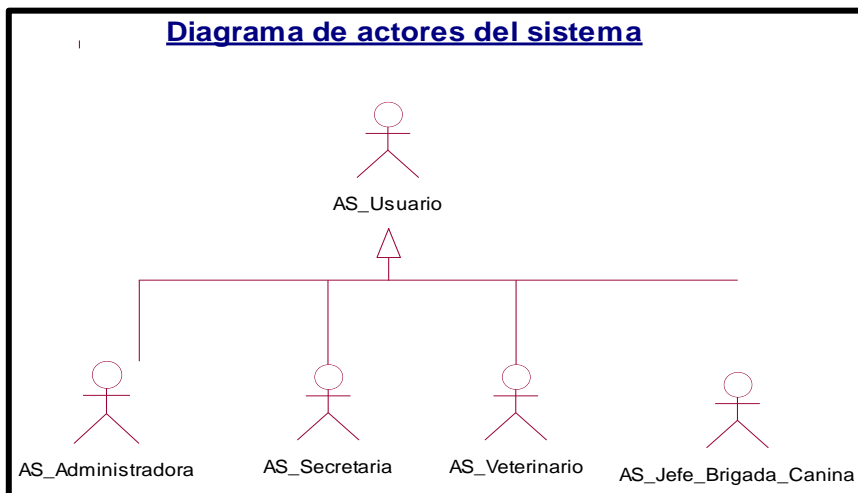 Diagrama de actores del sistema
AS_Usuario
AS_Administradora
AS_Secretaria
AS_Veterinario
AS_Jefe_Brigada_Canina